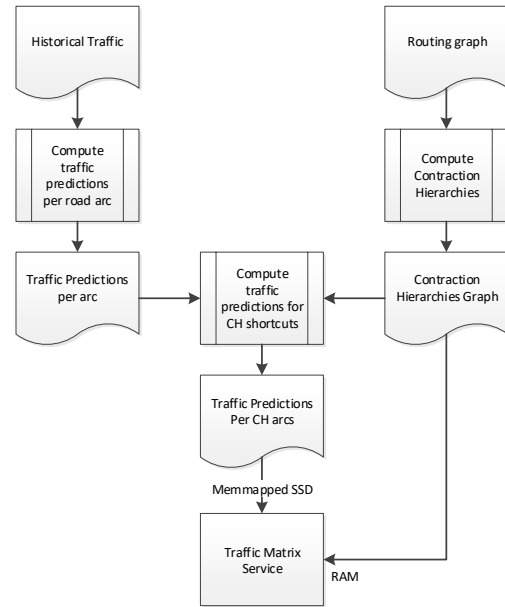 Historical Traffic
Routing graph
Compute
traffic
predictions
per road arc
Compute
Contraction
Hierarchies
Traffic Predictions
per arc
Compute
traffic
predictions for
CH shortcuts
Contraction
Hierarchies Graph
Traffic Predictions
Per CH arcs
Memmapped SSD
Traffic Matrix
Service
RAM